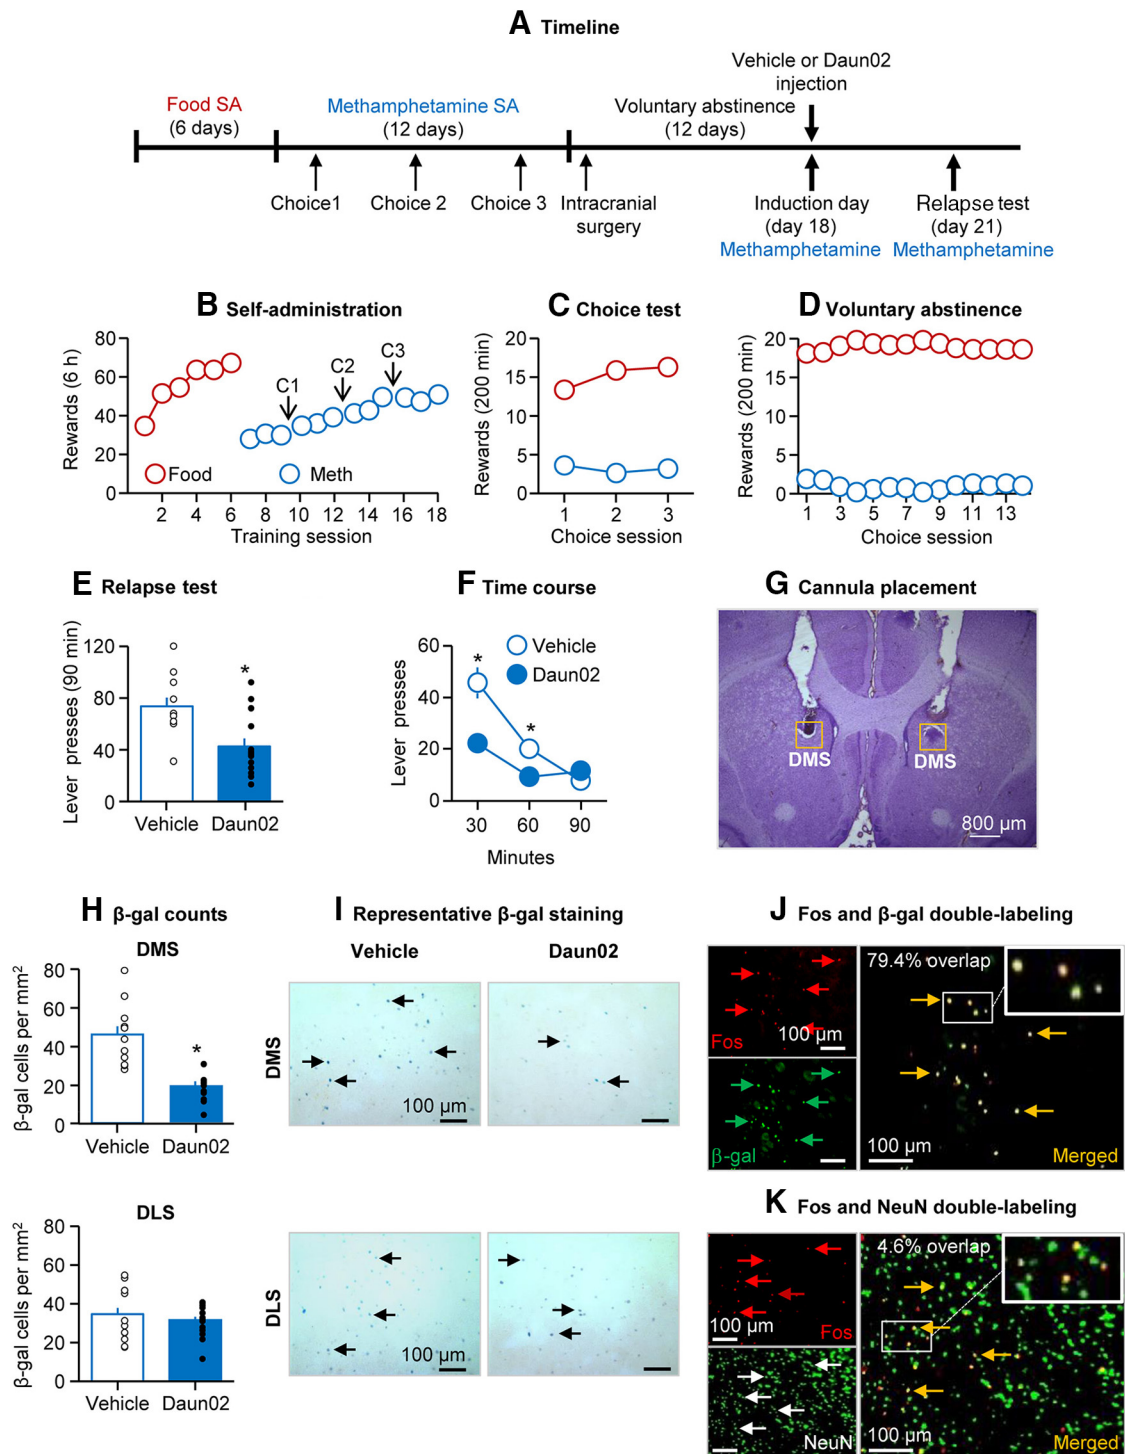 A Timeline
Vehicle or Daun02
injection
Food SA
(6 days)
Methamphetamine SA
(12 days)
Voluntary abstinence
(12 days)
Choice1
Choice 2
Choice 3
Intracranial
surgery
Induction day
(day 18)
Methamphetamine
Relapse test
(day 21)
Methamphetamine
B Self-administration
Rewards (6 h)
80
60
40
20
0
C1
C2
C3
Food
Meth
2 4 6 8 10 12 14 16 18
Training session
C Choice test
Rewards (200 min)
20
15
10
5
0
1 2 3
Choice session
D Voluntary abstinence
Rewards (200 min)
20
15
10
5
0
1 3 5 7 9 11 13
Choice session
E Relapse test
Lever presses (90 min)
120
80
40
0
*
Vehicle Daun02
F Time course
Lever presses
60
40
20
0
*
*
Vehicle
Daun02
30 60 90
Minutes
G Cannula placement
DMS
DMS
800 µm
H β-gal counts
DMS
β-gal cells per mm²
80
60
40
20
0
*
Vehicle Daun02
DLS
β-gal cells per mm²
80
60
40
20
0
Vehicle Daun02
I Representative β-gal staining
Vehicle
Daun02
DMS
100 µm
DLS
100 µm
J Fos and β-gal double-labeling
Fos
100 µm
β-gal
79.4% overlap
100 µm
Merged
K Fos and NeuN double-labeling
100 µm
Fos
NeuN
4.6% overlap
100 µm
Merged